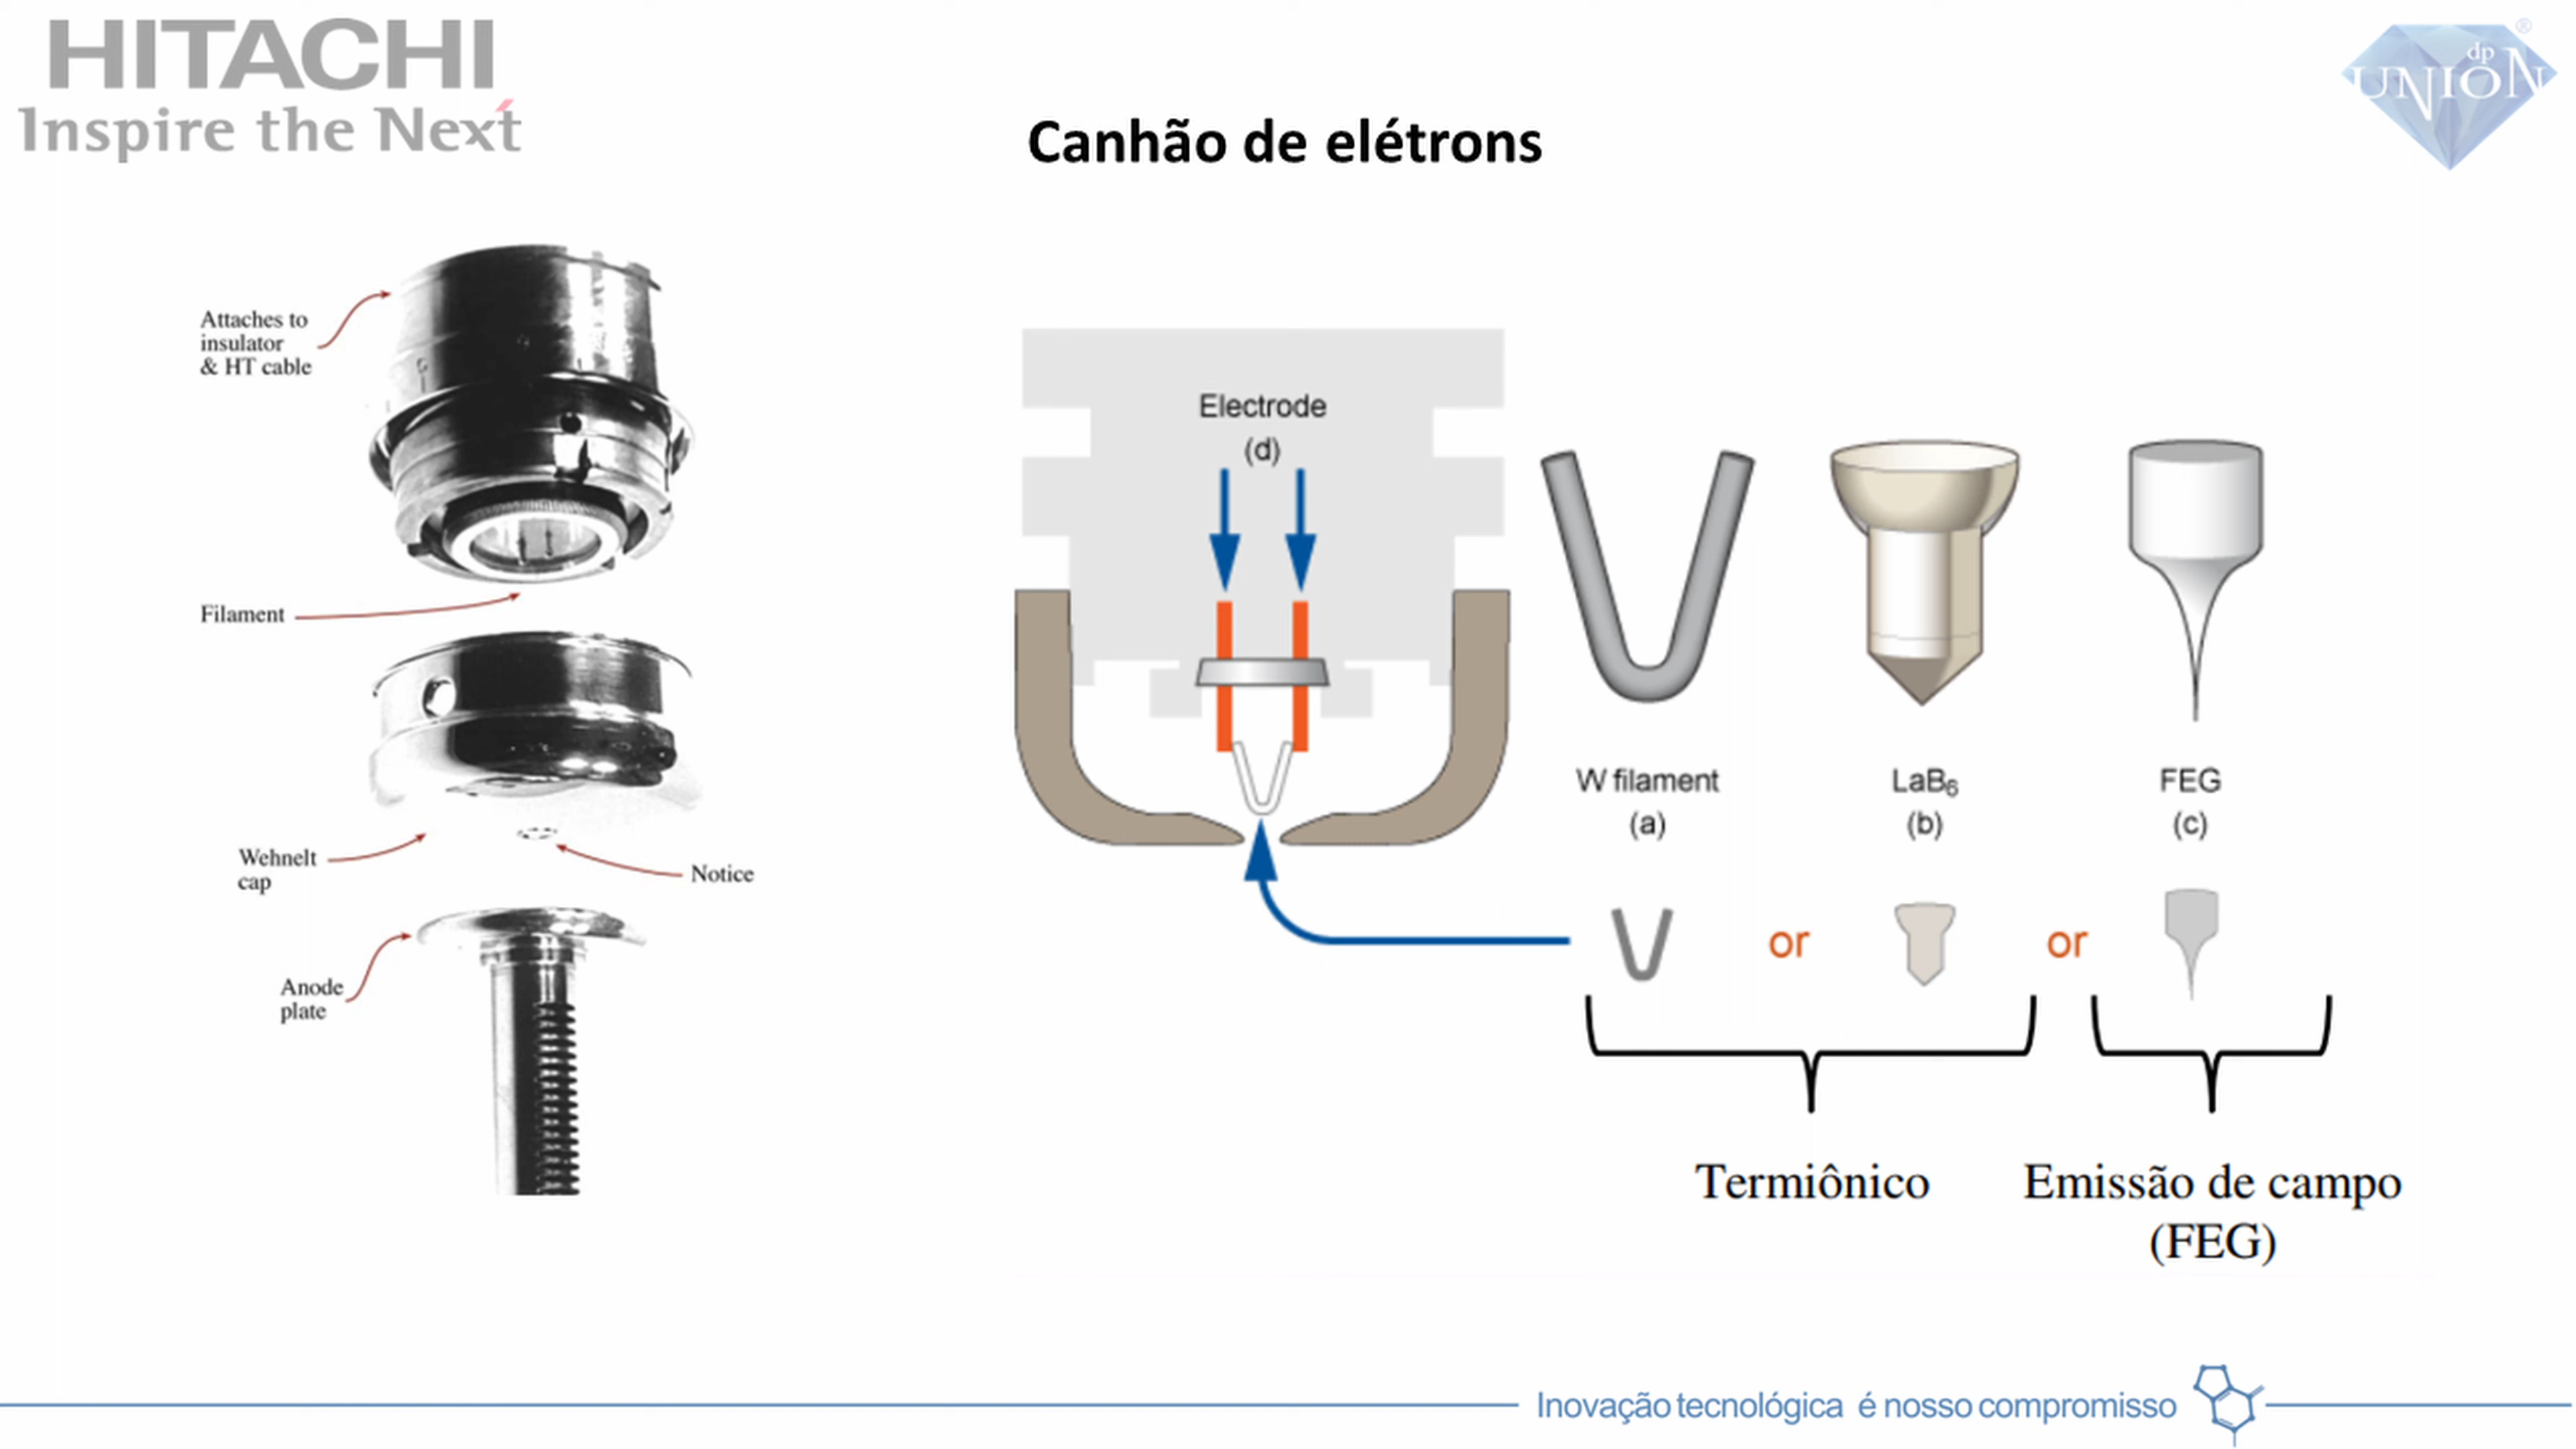 HITACHI
Inspire the Next
dp
UNION
®
Canhão de elétrons
Attaches to
insulator
& HT cable
Filament
Wehnelt
cap
Notice
Anode
plate
Electrode
(d)
W filament
(a)
LaB₆
(b)
FEG
(c)
or
or
Termiônico
Emissão de campo
(FEG)
Inovação tecnológica é nosso compromisso